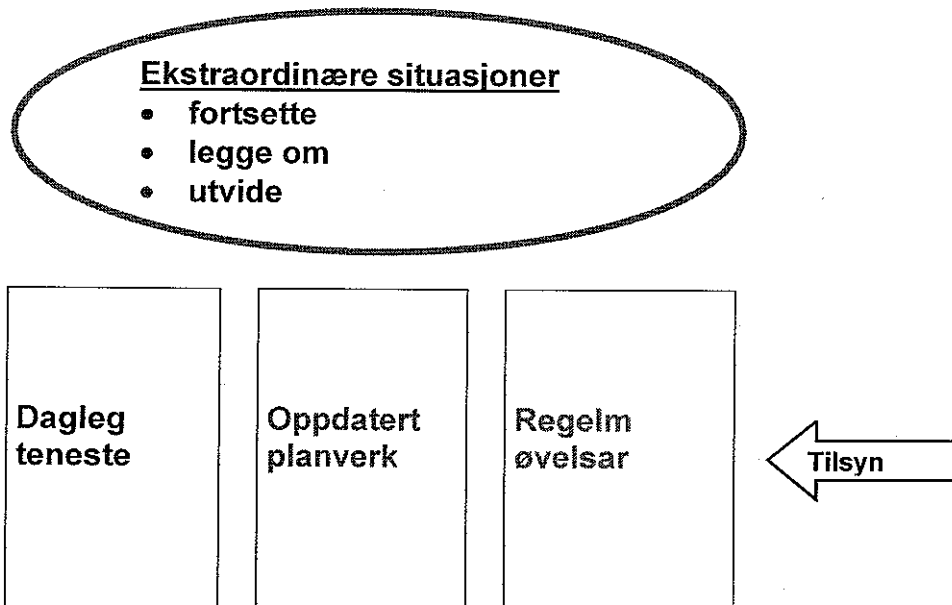 Ekstraordinære situasjoner
• fortsette
• legge om
• utvide
Dagleg
teneste
Oppdatert
planverk
Regelm
øvelsar
Tilsyn